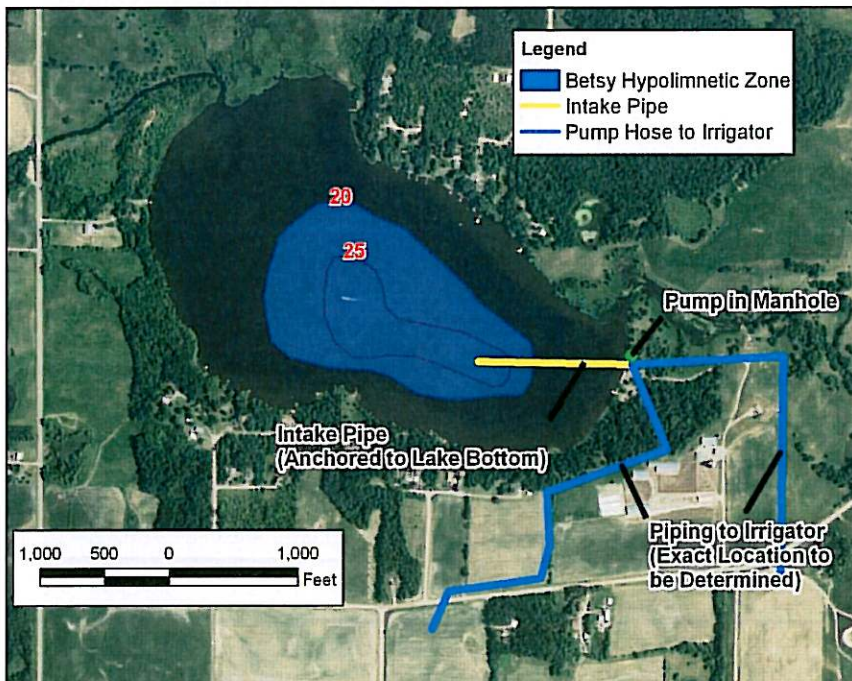 Legend
Betsy Hypolimnetic Zone
Intake Pipe
Pump Hose to Irrigator
20
25
Pump in Manhole
Intake Pipe
(Anchored to Lake Bottom)
Piping to Irrigator
(Exact Location to
be Determined)
1,000 500 0 1,000
Feet